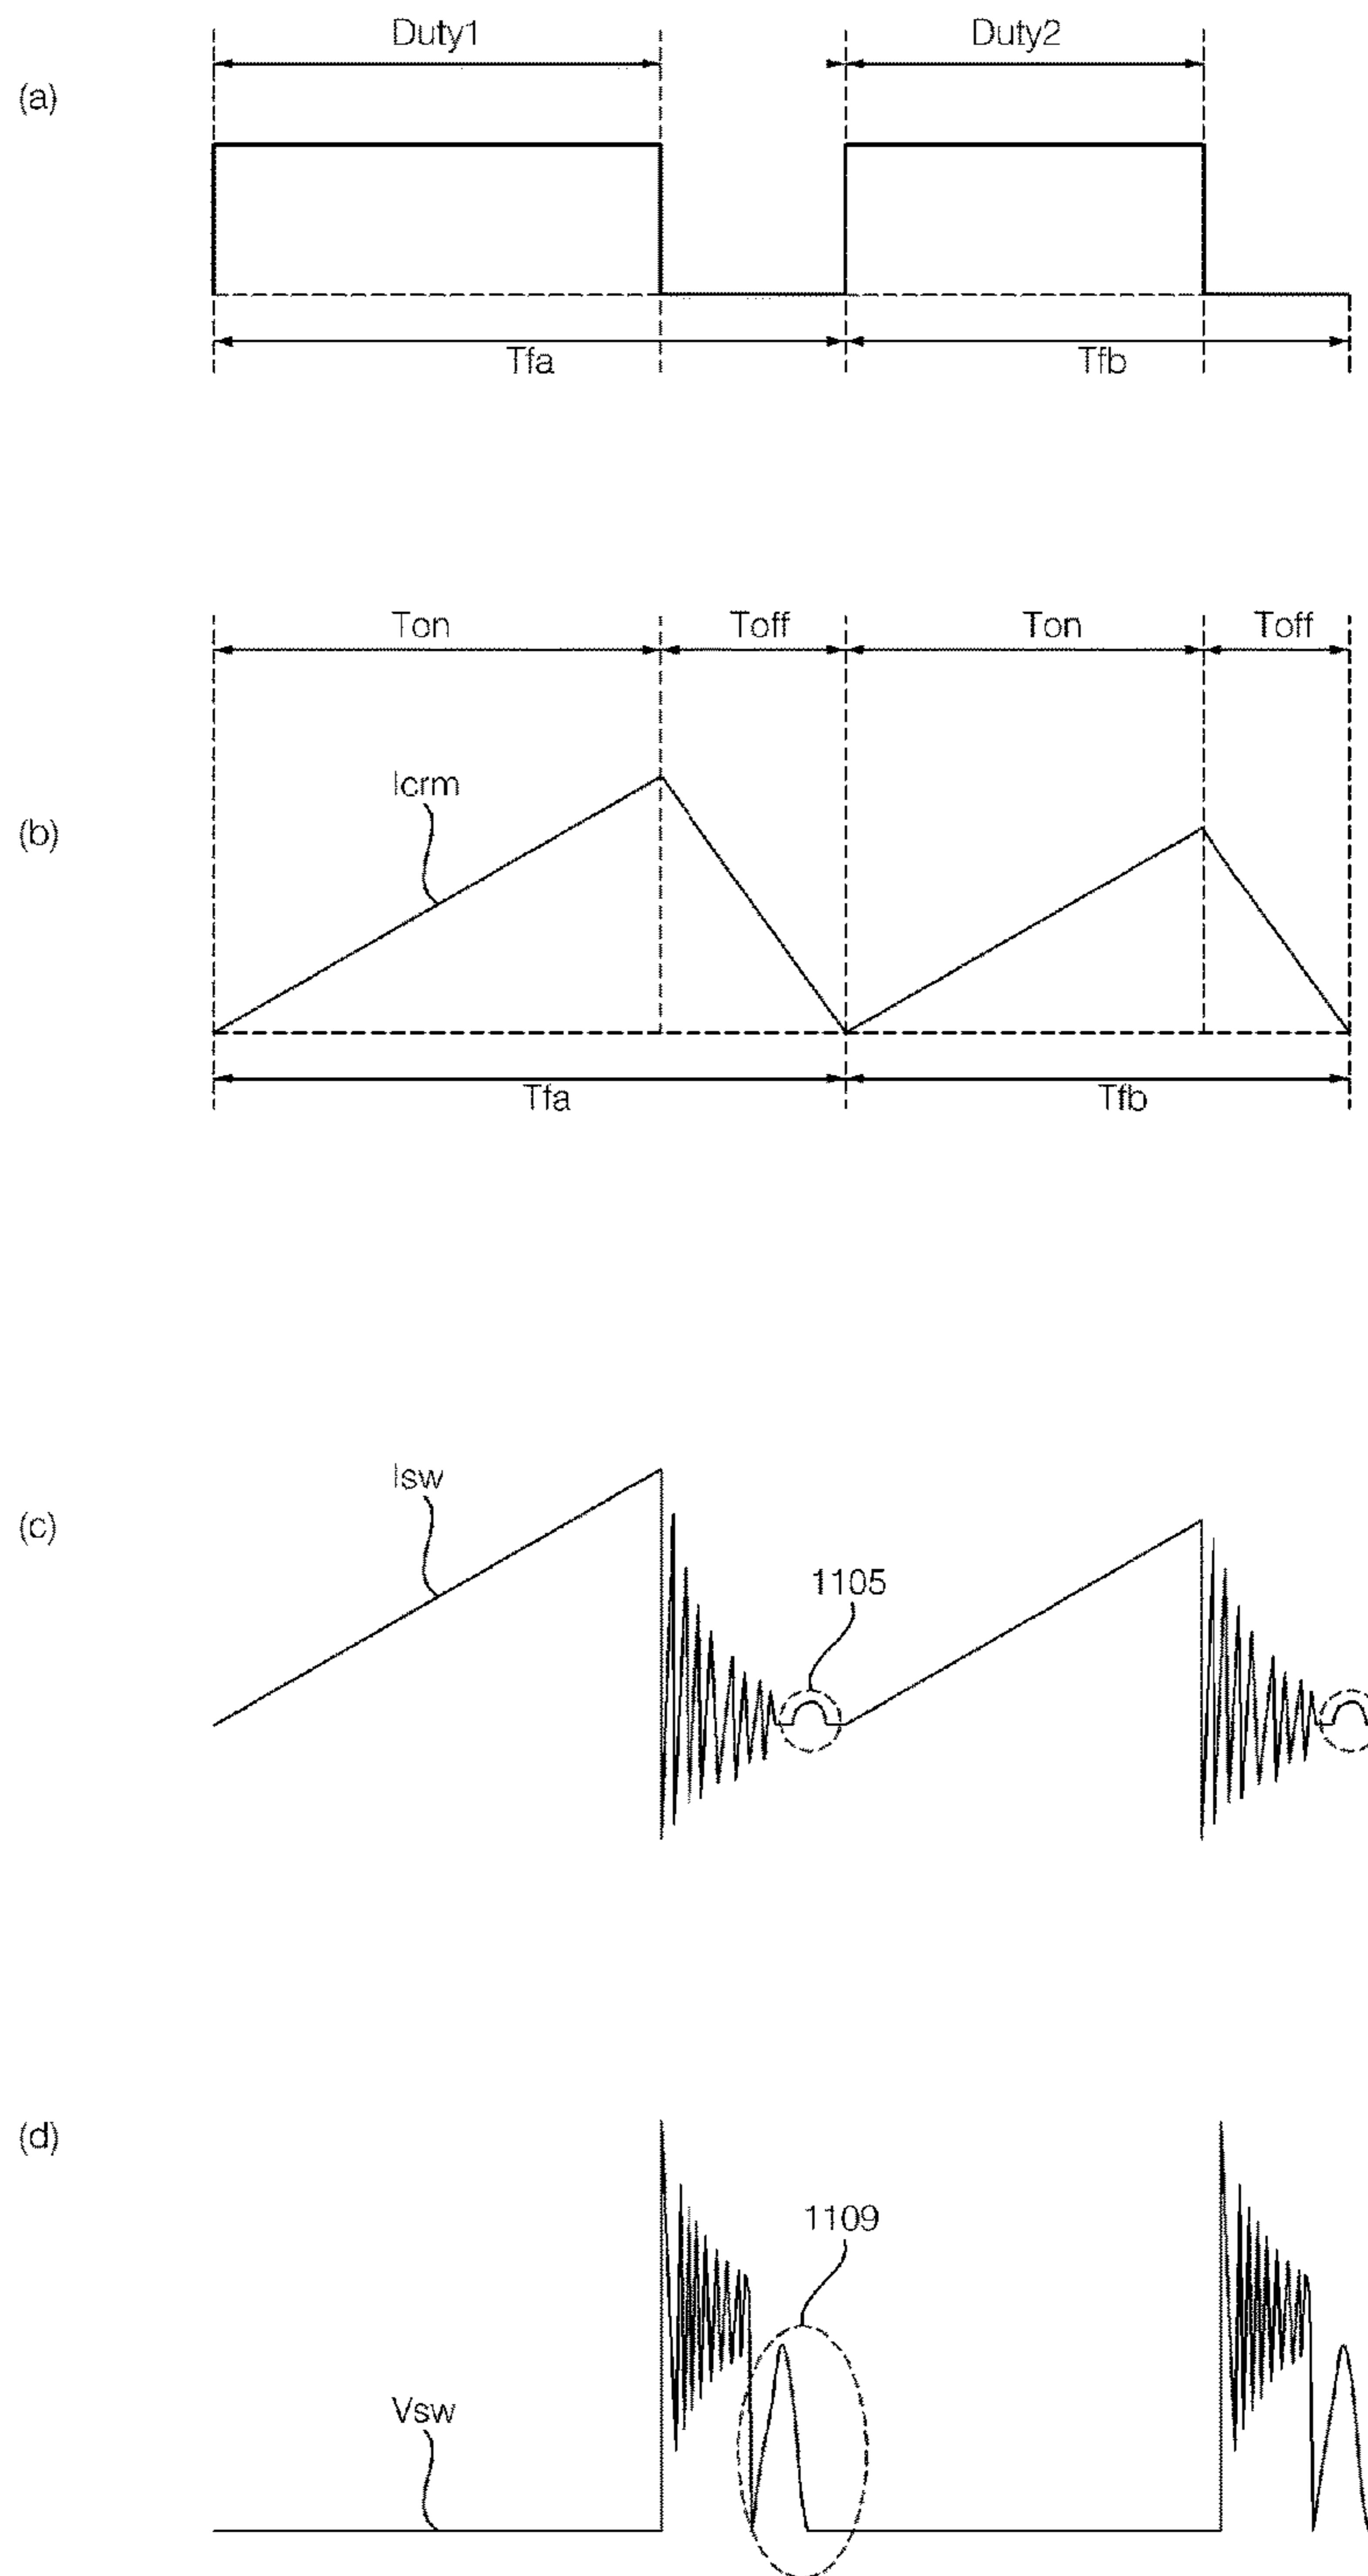 Duty1 Duty2
(a)
Tfa Tfb
Ton Toff Ton Toff
Icrm
(b)
Tfa Tfb
Isw
(c)
1105
(d)
1109
Vsw